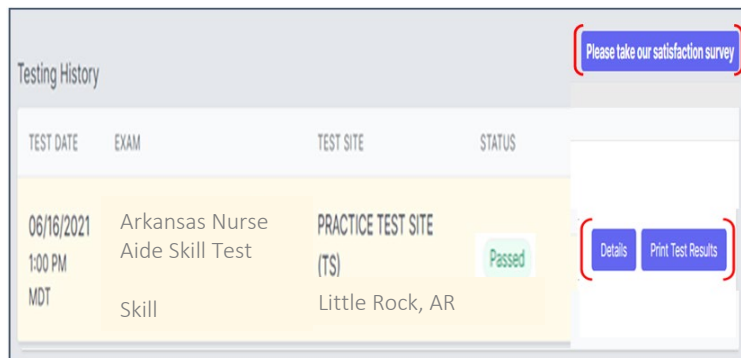 Please take our satisfaction survey
Testing History
TEST DATE EXAM TEST SITE STATUS
06/16/2021 Arkansas Nurse PRACTICE TEST SITE
1:00 PM Aide Skill Test (TS) Passed Details Print Test Results
MDT Skill Little Rock, AR